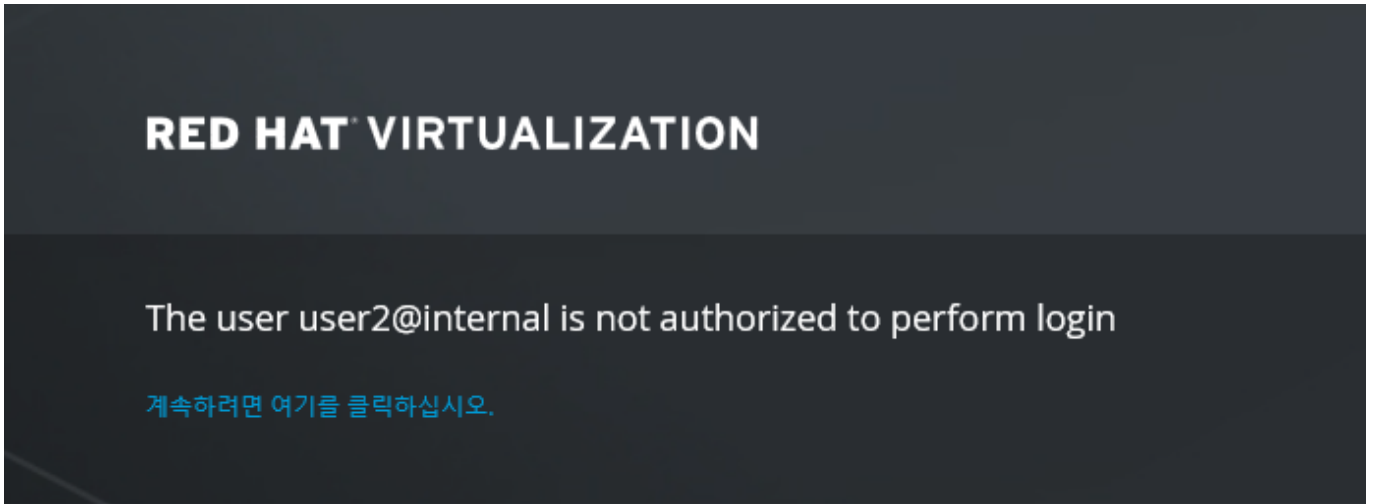 RED HAT® VIRTUALIZATION
The user user2@internal is not authorized to perform login
계속하려면 여기를 클릭하십시오.